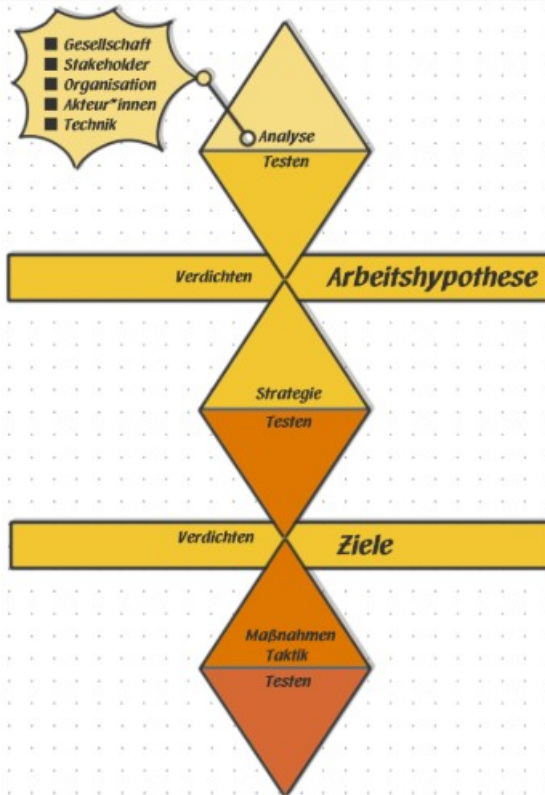 Gesellschaft
Stakeholder
Organisation
Akteur*innen
Technik
Analyse
Testen
Verdichten
Arbeitshypothese
Strategie
Testen
Verdichten
Ziele
Maßnahmen
Taktik
Testen